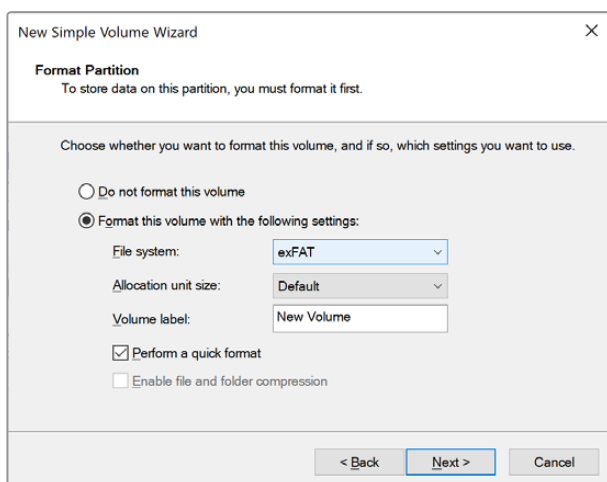 New Simple Volume Wizard
Format Partition
To store data on this partition, you must format it first.
Choose whether you want to format this volume, and if so, which settings you want to use.
Do not format this volume
Format this volume with the following settings:
File system: exFAT
Allocation unit size: Default
Volume label: New Volume
Perform a quick format
Enable file and folder compression
< Back Next > Cancel